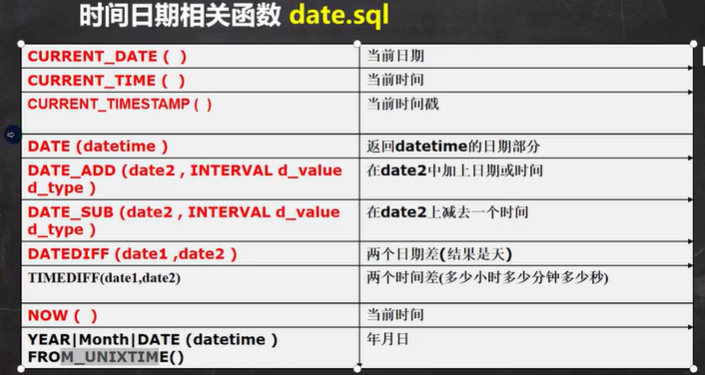 时间日期相关函数 date.sql
CURRENT_DATE ( ) 当前日期
CURRENT_TIME ( ) 当前时间
CURRENT_TIMESTAMP ( ) 当前时间戳
DATE (datetime ) 返回datetime的日期部分
DATE_ADD (date2 , INTERVAL d_value 在date2中加上日期或时间
d_type )
DATE_SUB (date2 , INTERVAL d_value 在date2上减去一个时间
d_type )
DATEDIFF (date1 ,date2 ) 两个日期差(结果是天)
TIMEDIFF(date1,date2) 两个时间差(多少小时多少分钟多少秒)
NOW ( ) 当前时间
YEAR|Month|DATE (datetime ) 年月日
FROM_UNIXTIME()